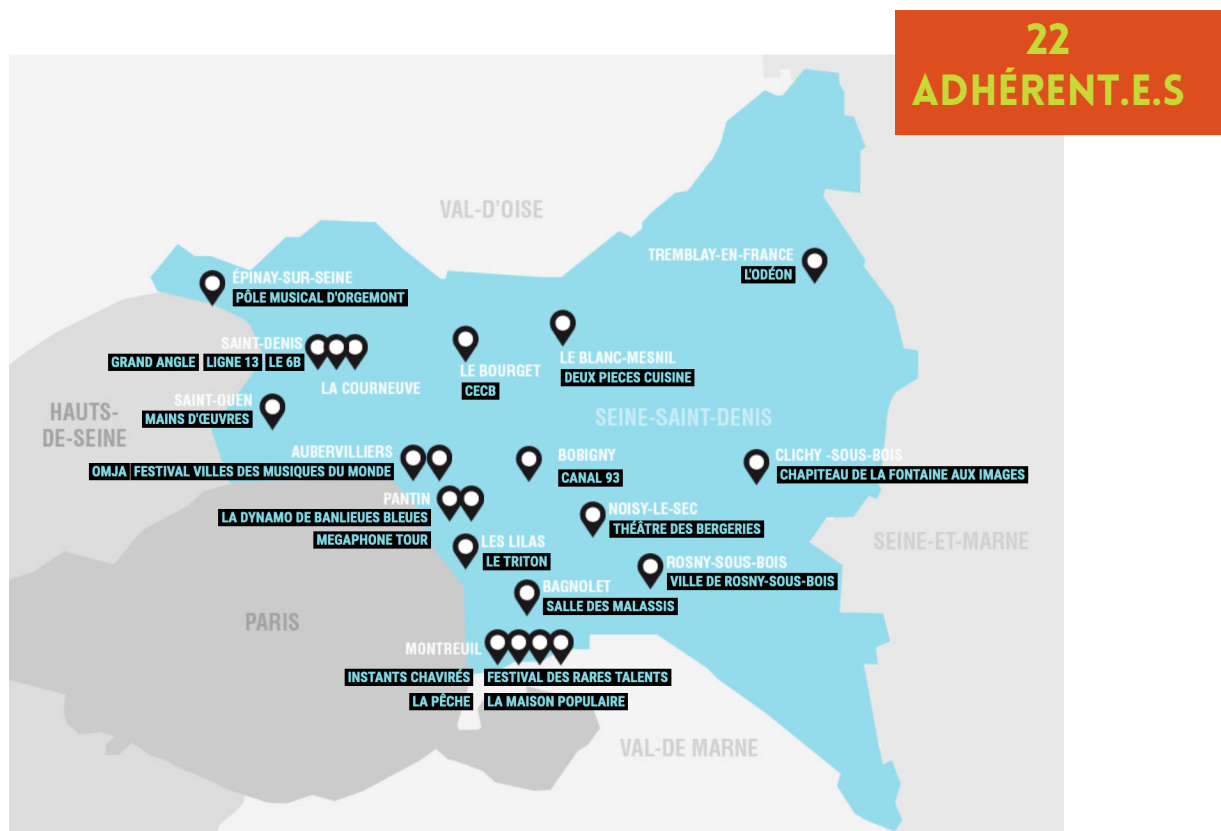 22
ADHÉRENT.E.S
VAL-D'OISE
TREMBLAY-EN-FRANCE
L'ODÉON
ÉPINAY-SUR-SEINE
PÔLE MUSICAL D'ORGEMONT
SAINT-DENIS
GRAND ANGLE LIGNE 13 LE 6B
LA COURNEUVE
LE BOURGET
CECB
LE BLANC-MESNIL
DEUX PIECES CUISINE
SAINT-OUEN
MAINS D'ŒUVRES
HAUTS-
DE-SEINE
SEINE-SAINT-DENIS
AUBERVILLIERS
OMJA FESTIVAL VILLES DES MUSIQUES DU MONDE
BOBIGNY
CANAL 93
CLICHY -SOUS-BOIS
CHAPITEAU DE LA FONTAINE AUX IMAGES
PANTIN
LA DYNAMO DE BANLIEUES BLEUES
MEGAPHONE TOUR
NOISY-LE-SEC
THÉÂTRE DES BERGERIES
SEINE-ET-MARNE
LES LILAS
LE TRITON
ROSNY-SOUS-BOIS
VILLE DE ROSNY-SOUS-BOIS
BAGNOLET
SALLE DES MALASSIS
PARIS
MONTREUIL
INSTANTS CHAVIRÉS FESTIVAL DES RARES TALENTS
LA PÊCHE LA MAISON POPULAIRE
VAL-DE MARNE